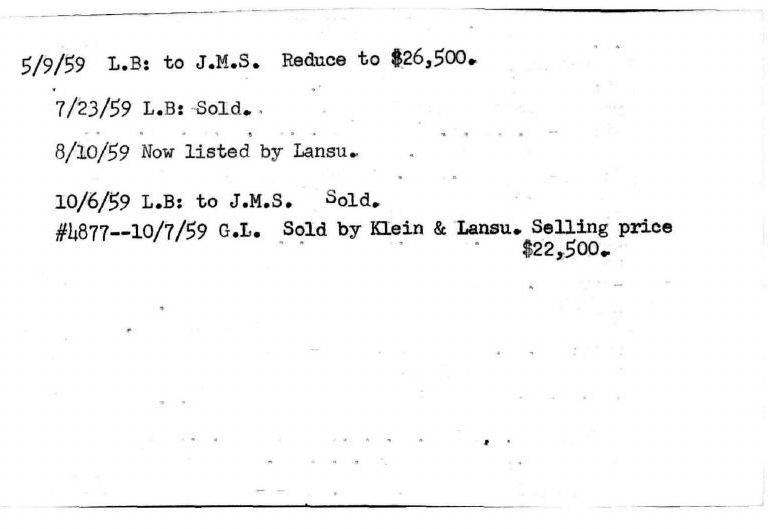 5/9/59 L.B: to J.M.S. Reduce to $26,500.
7/23/59 L.B: Sold.
8/10/59 Now listed by Lansu.
10/6/59 L.B: to J.M.S. Sold.
#4877--10/7/59 G.L. Sold by Klein & Lansu. Selling price
$22,500.